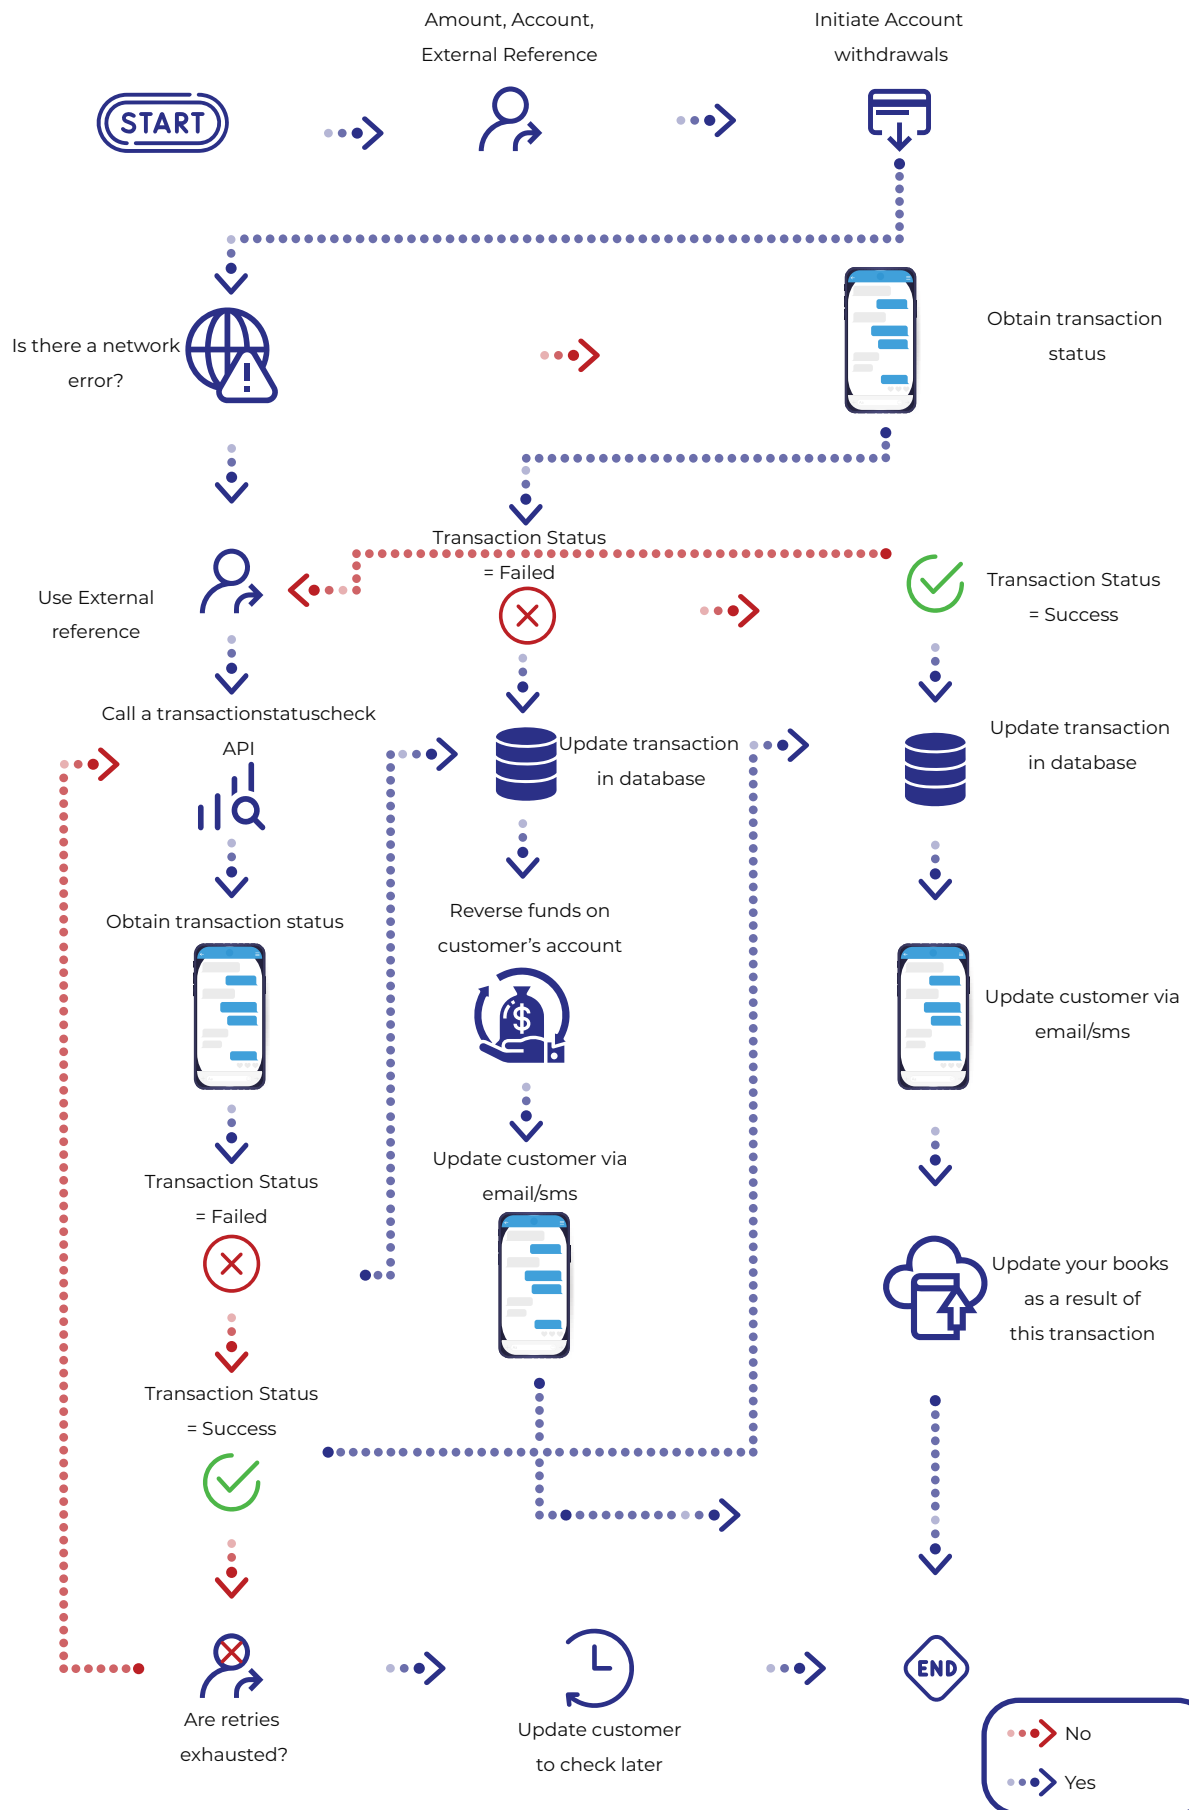 Amount, Account,
External Reference
Initiate Account
withdrawals
START
Is there a network
error?
Obtain transaction
status
Transaction Status
= Failed
Transaction Status
= Success
Use External
reference
Call a transactionstatuscheck
API
Update transaction
in database
Update transaction
in database
Obtain transaction status
Reverse funds on
customer’s account
$
Update customer via
email/sms
Transaction Status
= Failed
Update customer via
email/sms
Update your books
as a result of
this transaction
Transaction Status
= Success
Are retries
exhausted?
Update customer
to check later
END
No
Yes